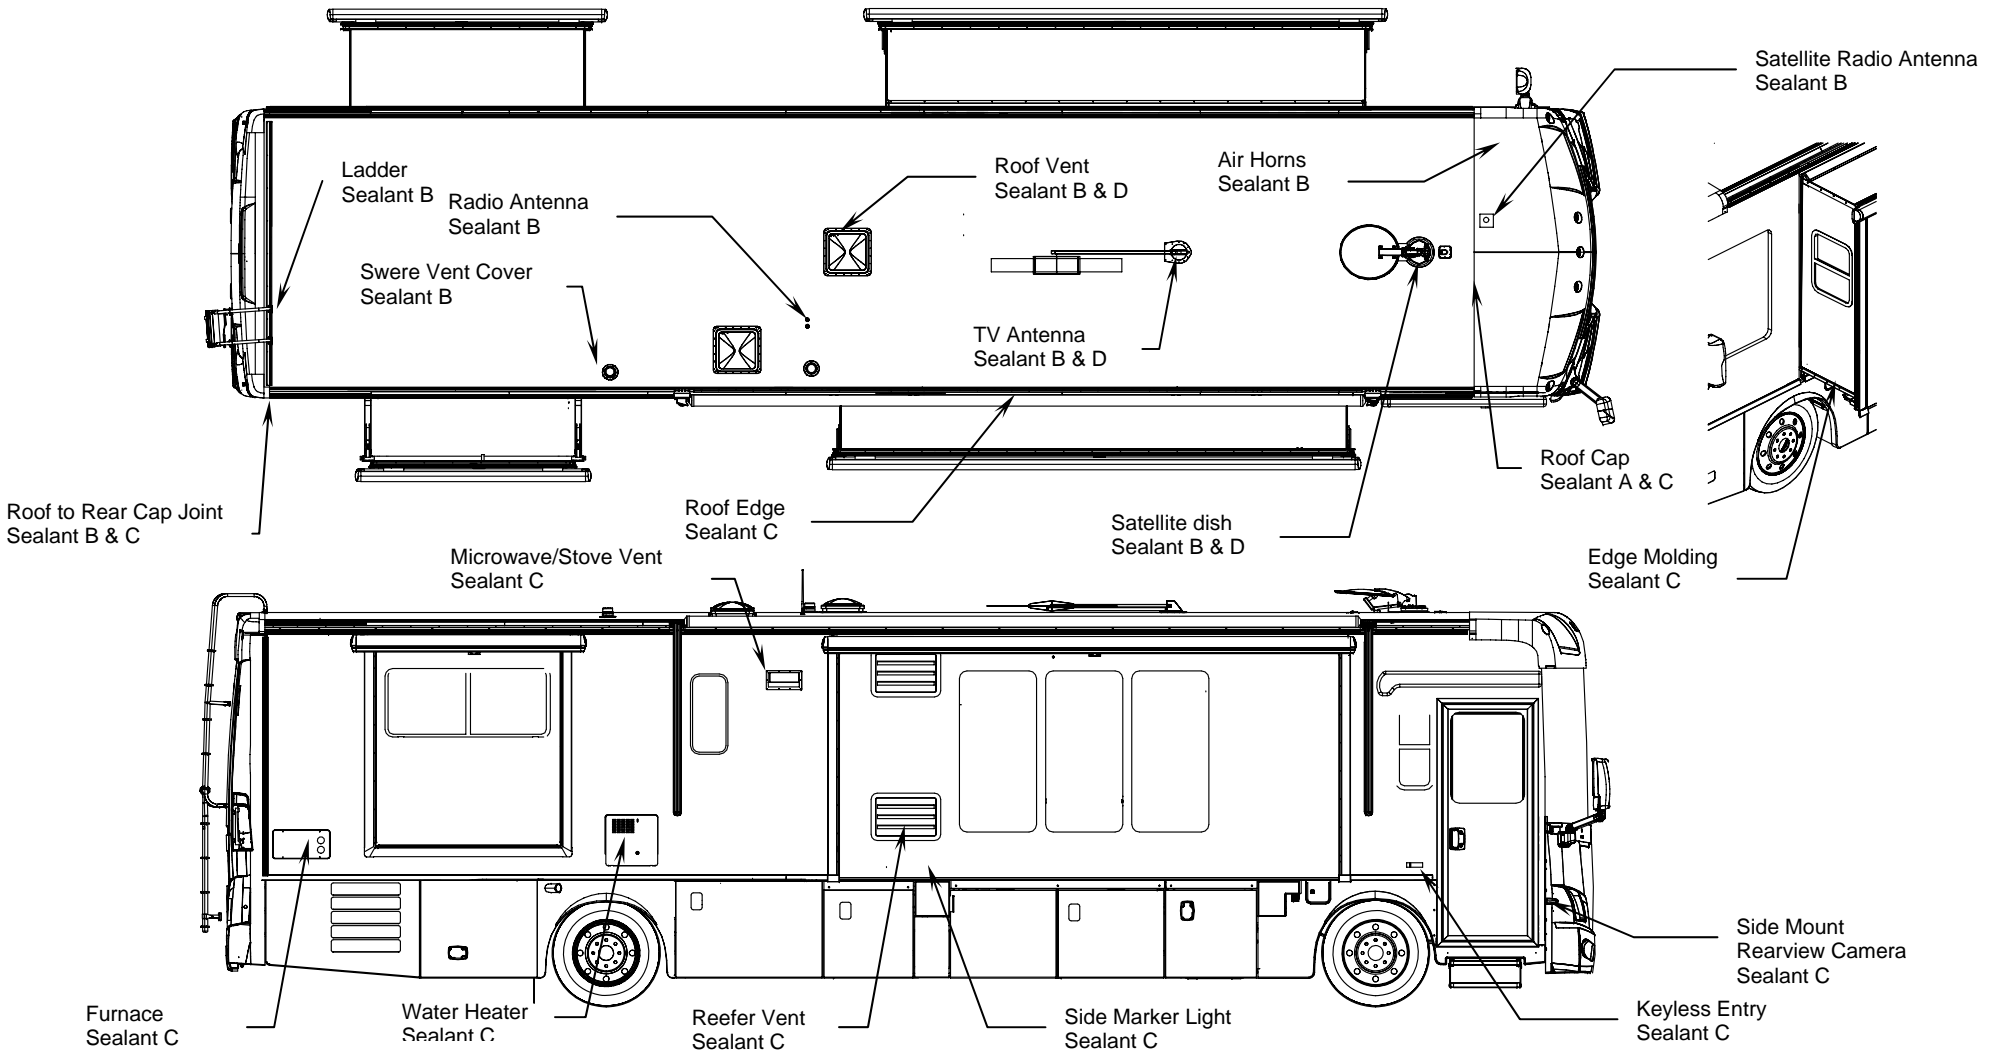 Satellite Radio Antenna
Sealant B
Ladder
Sealant B
Radio Antenna
Sealant B
Roof Vent
Sealant B & D
Air Horns
Sealant B
Swere Vent Cover
Sealant B
TV Antenna
Sealant B & D
Roof Cap
Sealant A & C
Roof to Rear Cap Joint
Sealant B & C
Roof Edge
Sealant C
Satellite dish
Sealant B & D
Microwave/Stove Vent
Sealant C
Edge Molding
Sealant C
Side Mount
Rearview Camera
Sealant C
Furnace
Sealant C
Water Heater
Sealant C
Reefer Vent
Sealant C
Side Marker Light
Sealant C
Keyless Entry
Sealant C